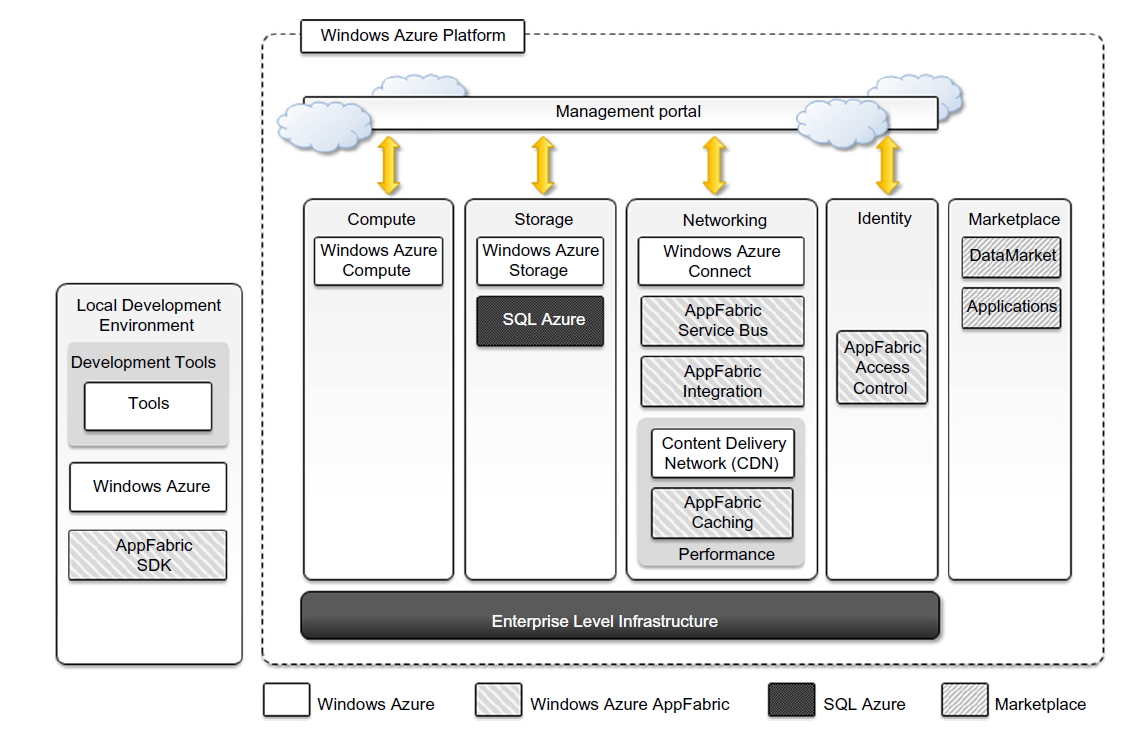 Windows Azure Platform
Management portal
Compute
Windows Azure
Compute
Storage
Windows Azure
Storage
SQL Azure
Networking
Windows Azure
Connect
AppFabric
Service Bus
AppFabric
Integration
Content Delivery
Network (CDN)
AppFabric
Caching
Performance
Identity
AppFabric
Access
Control
Marketplace
DataMarket
Applications
Local Development
Environment
Development Tools
Tools
Windows Azure
AppFabric
SDK
Enterprise Level Infrastructure
Windows Azure
Windows Azure AppFabric
SQL Azure
Marketplace